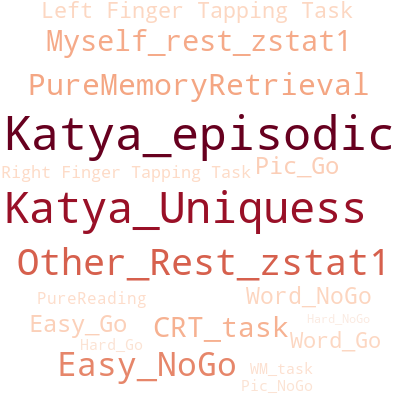 Left Finger Tapping Task
Myself_rest_zstat1
PureMemoryRetrieval
Katya_episodic
Right Finger Tapping Task
Pic_Go
Katya_Uniquess
Other_Rest_zstat1
PureReading
Word_NoGo
Easy_Go
CRT_task
Hard_NoGo
Word_Go
Hard_Go
Easy_NoGo
WM_task
Pic_NoGo